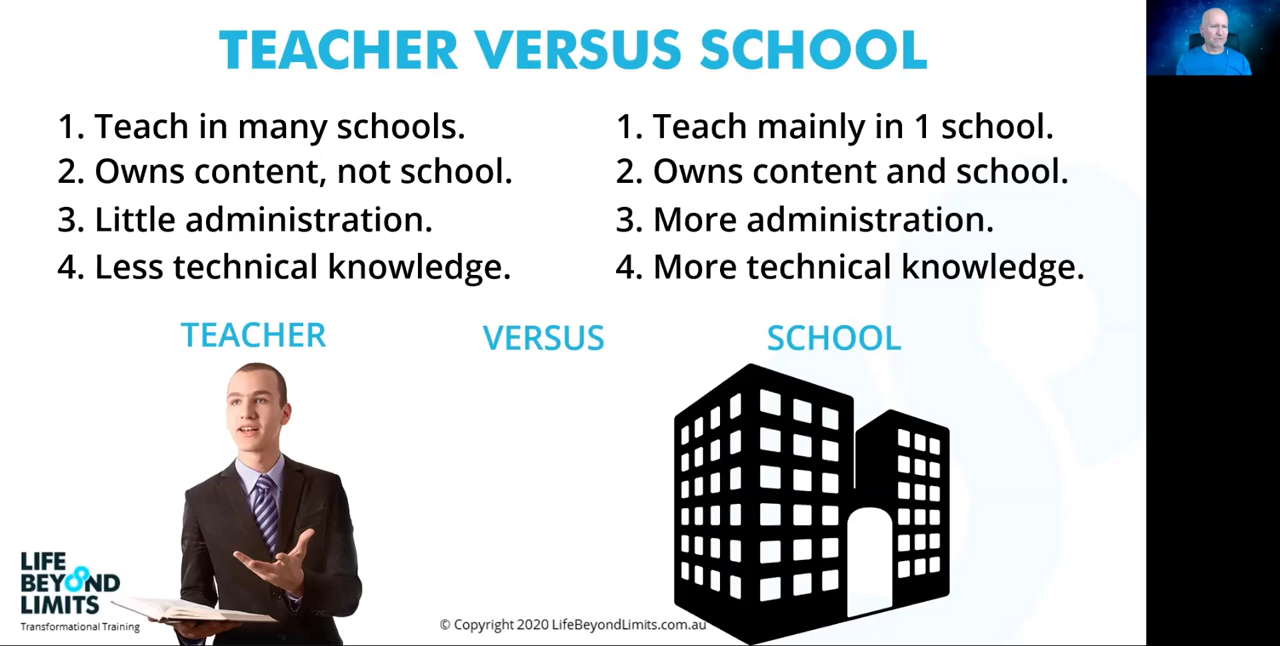 TEACHER VERSUS SCHOOL
1. Teach in many schools.
2. Owns content, not school.
3. Little administration.
4. Less technical knowledge.
1. Teach mainly in 1 school.
2. Owns content and school.
3. More administration.
4. More technical knowledge.
TEACHER
VERSUS
SCHOOL
LIFE
BEYOND
LIMITS
Transformational Training
© Copyright 2020 LifeBeyondLimits.com.au